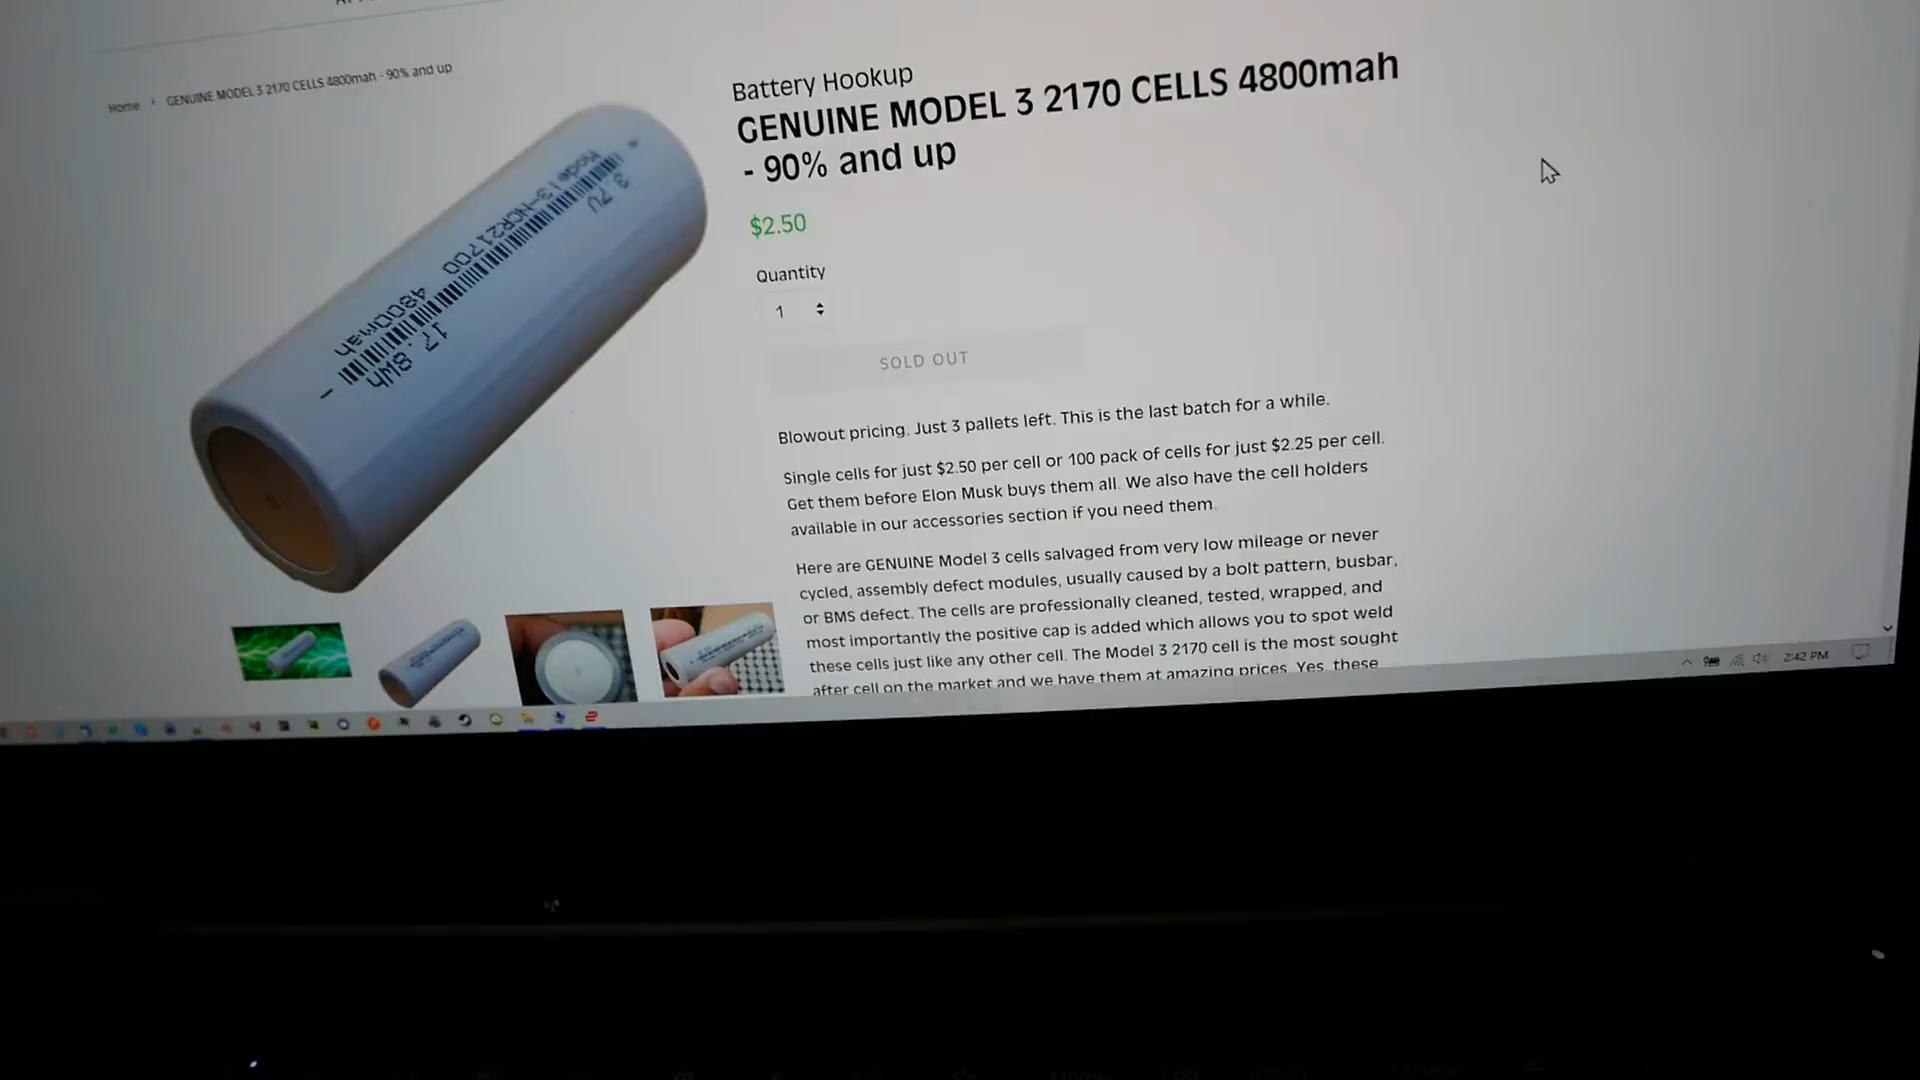 Home › GENUINE MODEL 3 2170 CELLS 4800mah - 90% and up
Battery Hookup
GENUINE MODEL 3 2170 CELLS 4800mah
- 90% and up
$2.50
Quantity
1
SOLD OUT
Blowout pricing. Just 3 pallets left. This is the last batch for a while.
Single cells for just $2.50 per cell or 100 pack of cells for just $2.25 per cell.
Get them before Elon Musk buys them all. We also have the cell holders
available in our accessories section if you need them.
Here are GENUINE Model 3 cells salvaged from very low mileage or never
cycled, assembly defect modules, usually caused by a bolt pattern, busbar,
or BMS defect. The cells are professionally cleaned, tested, wrapped, and
most importantly the positive cap is added which allows you to spot weld
these cells just like any other cell. The Model 3 2170 cell is the most sought
after cell on the market and we have them at amazing prices. Yes, these
+
3.7V
Model3-NCR21700
4800mah
17.8Wh
-
2:42 PM